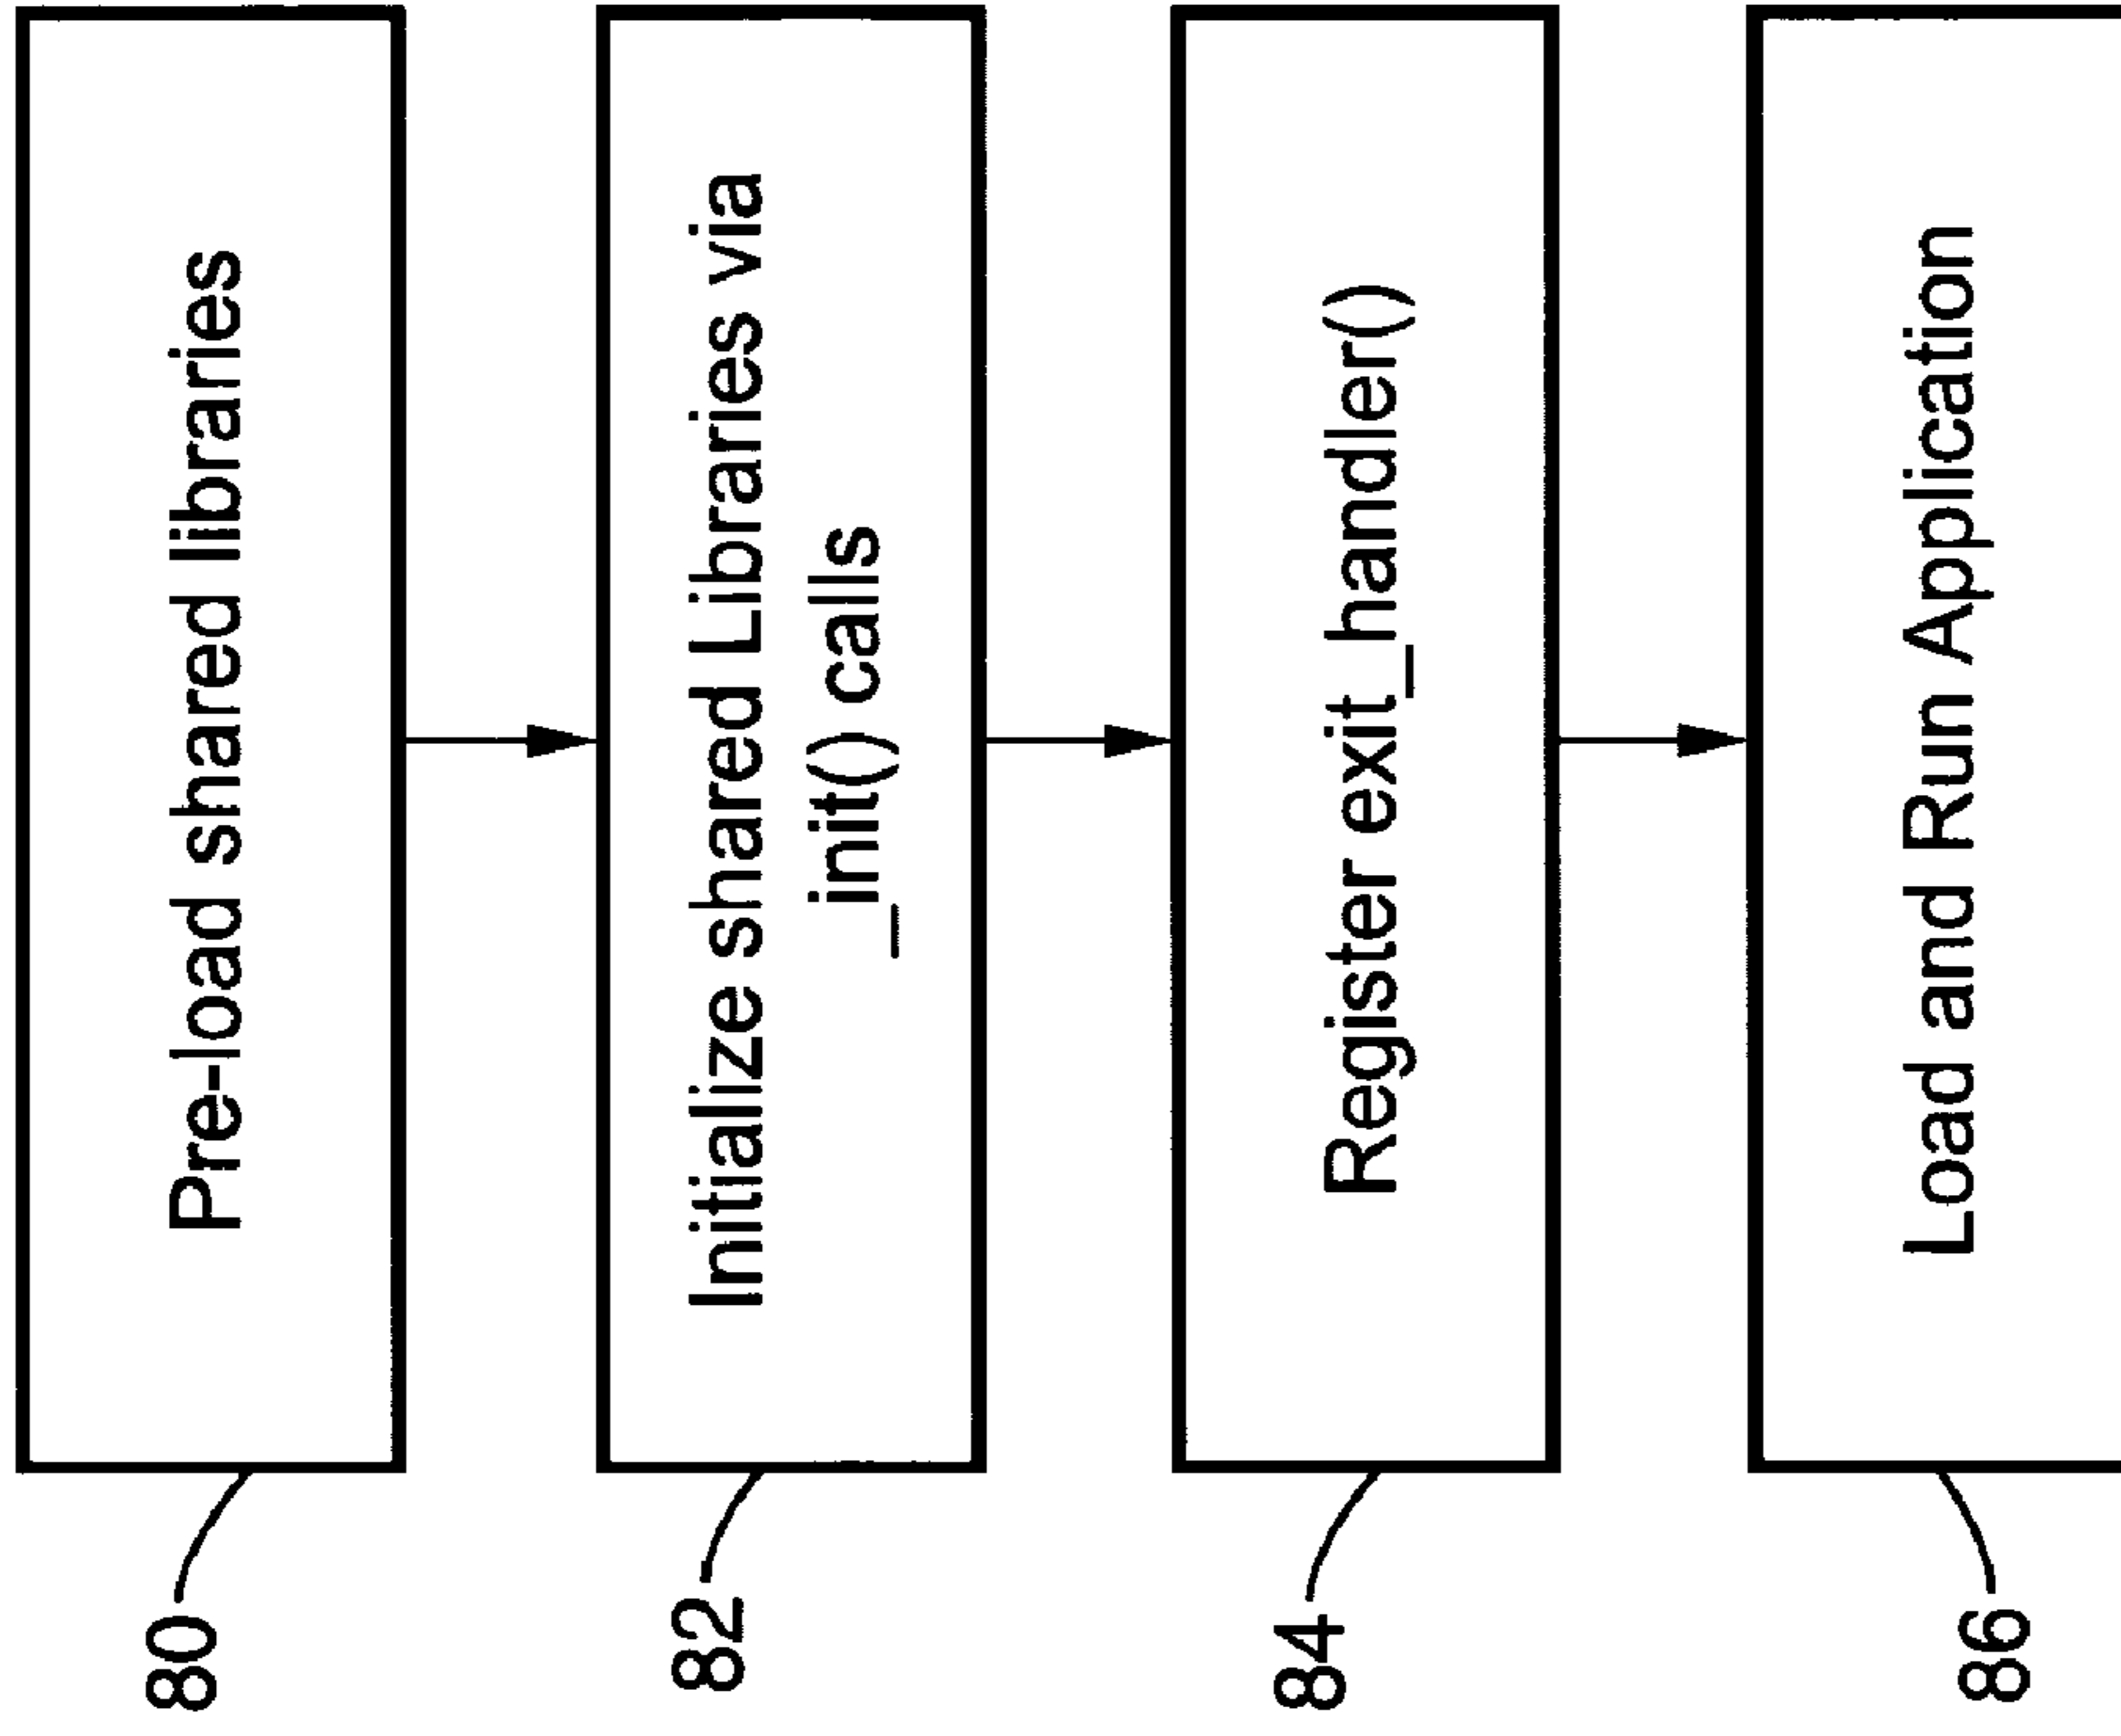 80
Pre-load shared libraries
82
Initialize shared Libraries via
_init() calls
84
Register exit_handler()
86
Load and Run Application